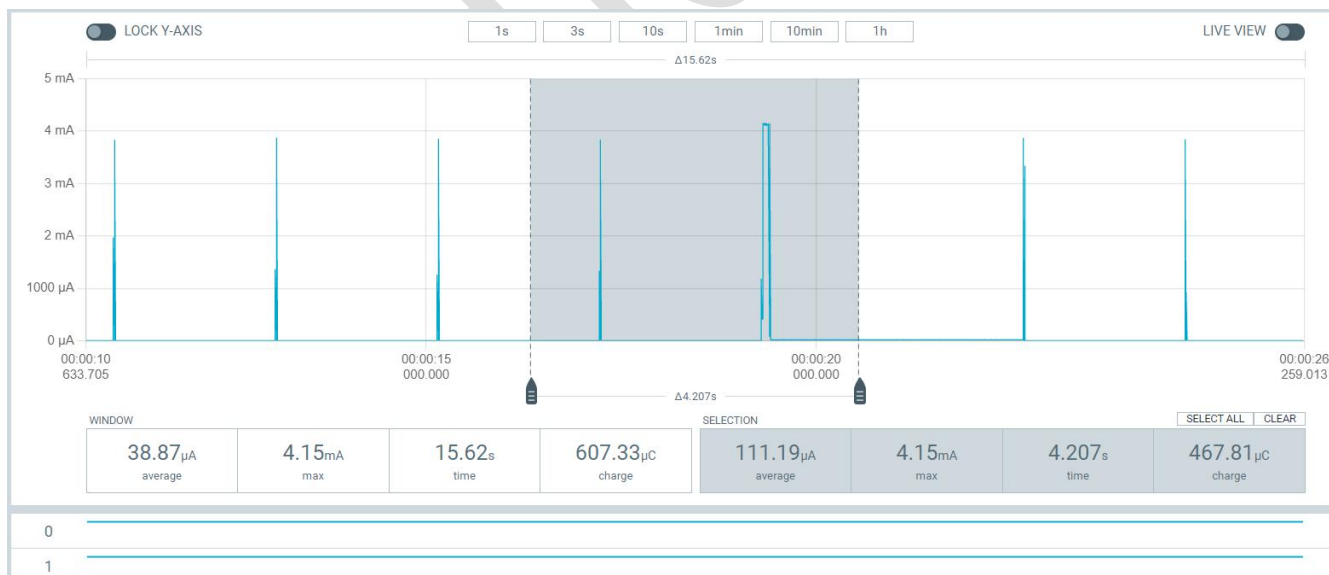 LOCK Y-AXIS 1s 3s 10s 1min 10min 1h LIVE VIEW
Δ15.62s
5 mA
4 mA
3 mA
2 mA
1000 µA
0 µA
00:00:10 00:00:15 00:00:20 00:00:26
633.705 000.000 000.000 259.013
Δ4.207s
WINDOW SELECTION SELECT ALL CLEAR
38.87µA 4.15mA 15.62s 607.33µC 111.19µA 4.15mA 4.207s 467.81µC
average max time charge average max time charge
0
1